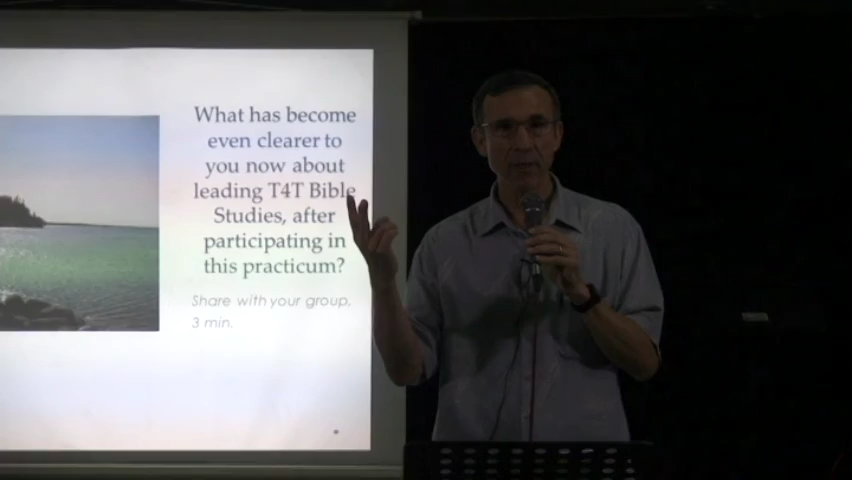 What has become
even clearer to
you now about
leading T4T Bible
Studies, after
participating in
this practicum?
Share with your group.
3 min.